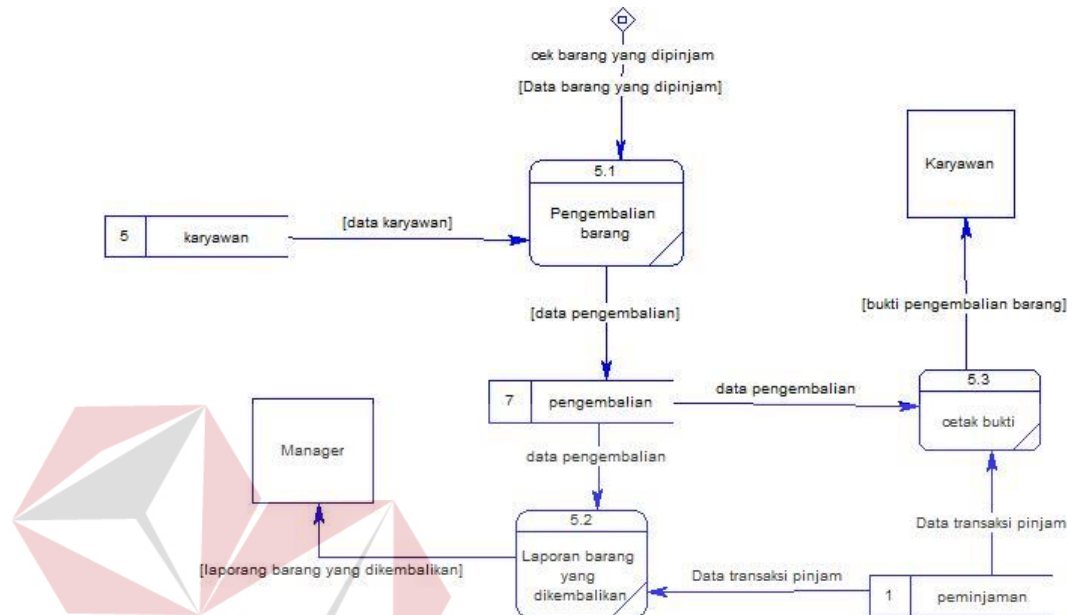 cek barang yang dipinjam
[Data barang yang dipinjam]
5.1
Pengembalian
barang
Karyawan
5
karyawan
[data karyawan]
[data pengembalian]
[bukti pengembalian barang]
7
pengembalian
data pengembalian
5.3
cetak bukti
Manager
data pengembalian
5.2
Laporan barang
yang
dikembalikan
[laporang barang yang dikembalikan]
Data transaksi pinjam
Data transaksi pinjam
1
peminjaman